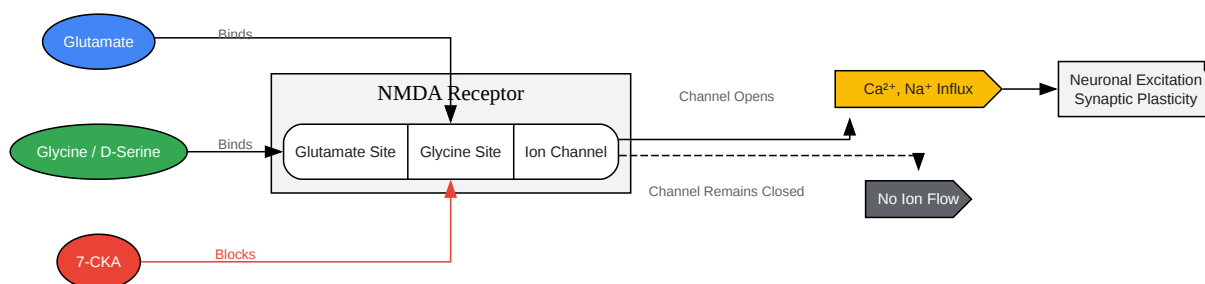 Glutamate
Binds
NMDA Receptor
Channel Opens
Ca²⁺, Na⁺ Influx
Neuronal Excitation
Synaptic Plasticity
Glycine / D-Serine
Binds
Glutamate Site
Glycine Site
Ion Channel
Channel Remains Closed
No Ion Flow
7-CKA
Blocks